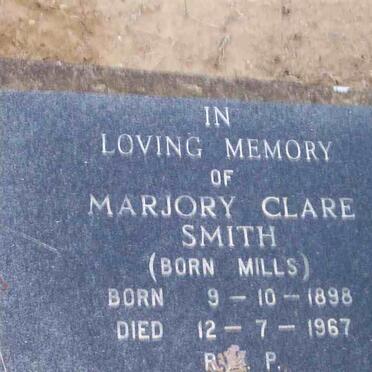 IN
LOVING MEMORY
OF
MARJORY CLARE
SMITH
(BORN MILLS)
BORN 9 - 10 - 1898
DIED 12 - 7 - 1967
R. I. P.